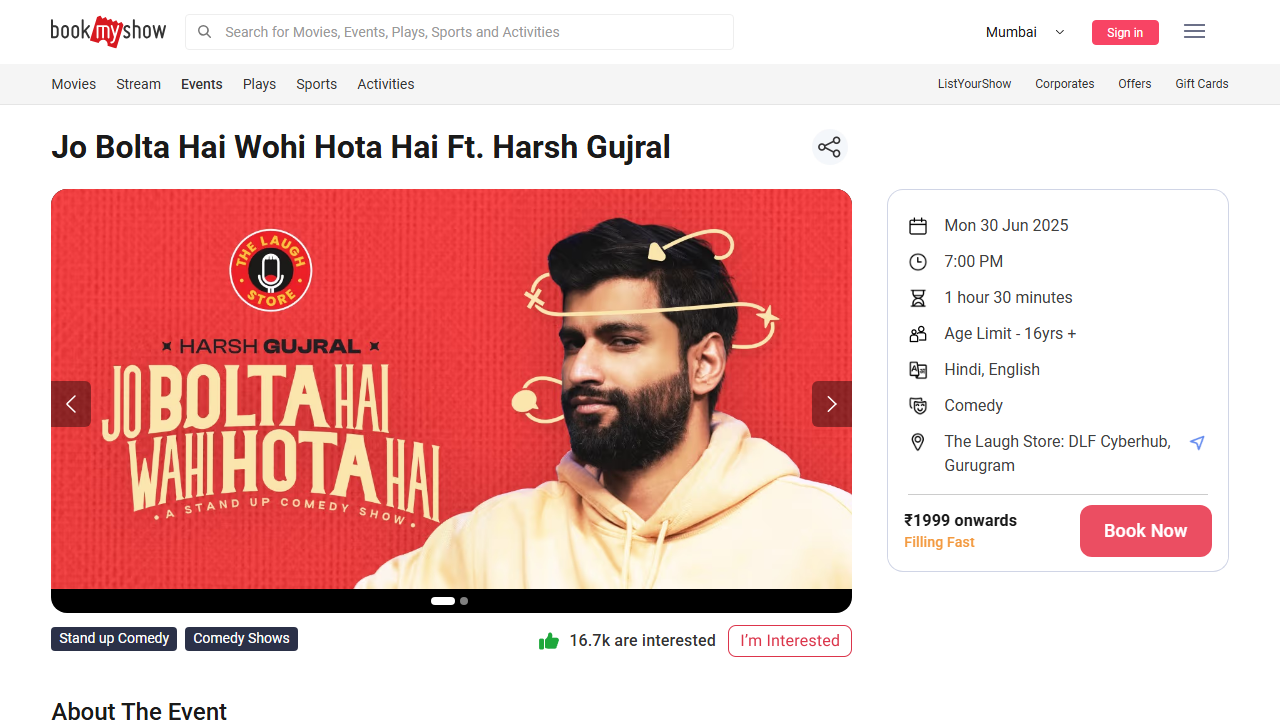 bookmyshow
Search for Movies, Events, Plays, Sports and Activities
Mumbai
Sign in
Movies
Stream
Events
Plays
Sports
Activities
ListYourShow
Corporates
Offers
Gift Cards
Jo Bolta Hai Wohi Hota Hai Ft. Harsh Gujral
THE LAUGH
STORE
HARSH GUJRAL
JO BOLTA HAI
WAHI HOTA HAI
• A STAND UP COMEDY SHOW •
Mon 30 Jun 2025
7:00 PM
1 hour 30 minutes
Age Limit - 16yrs +
Hindi, English
Comedy
The Laugh Store: DLF Cyberhub,
Gurugram
₹1999 onwards
Filling Fast
Book Now
Stand up Comedy
Comedy Shows
16.7k are interested
I’m Interested
About The Event